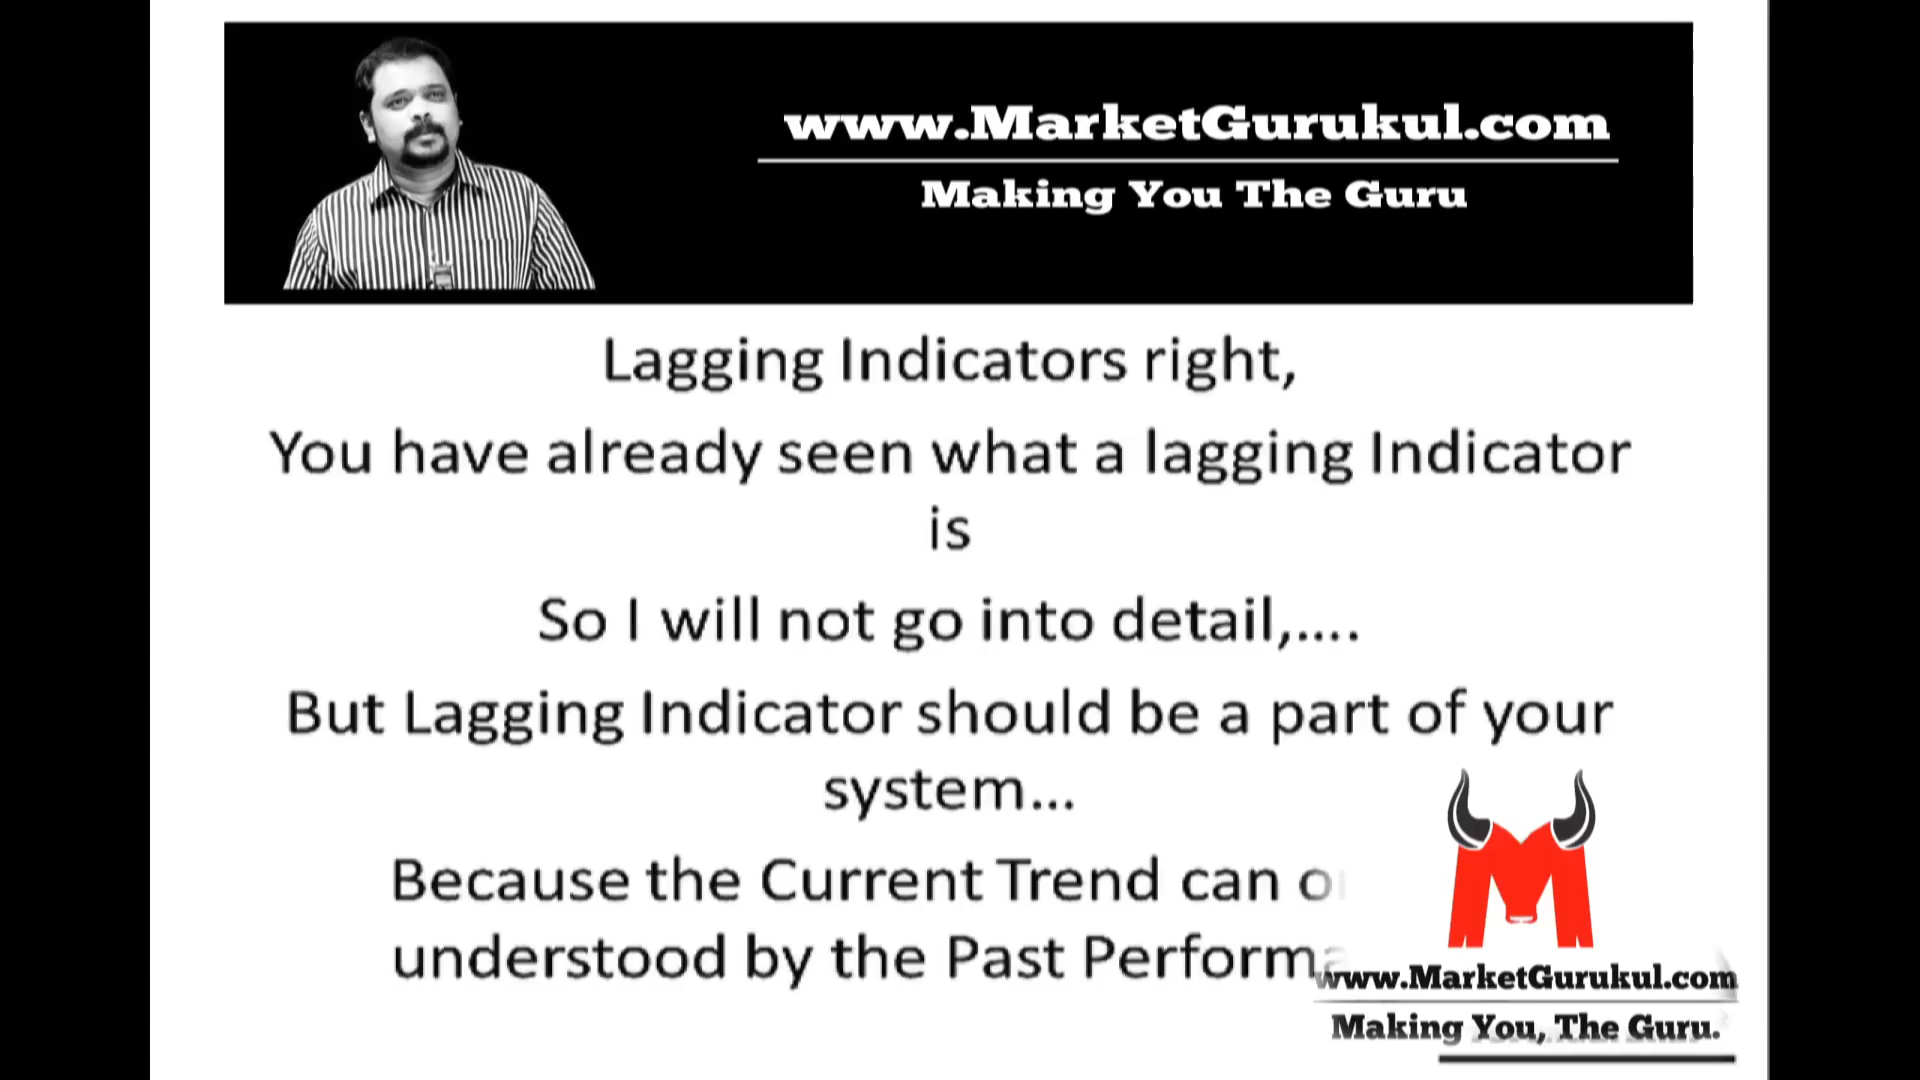 www.MarketGurukul.com
Making You The Guru
Lagging Indicators right,
You have already seen what a lagging Indicator
is
So I will not go into detail,....
But Lagging Indicator should be a part of your
system...
Because the Current Trend can
understood by the Past
www.MarketGurukul.com
Making You, The Guru.